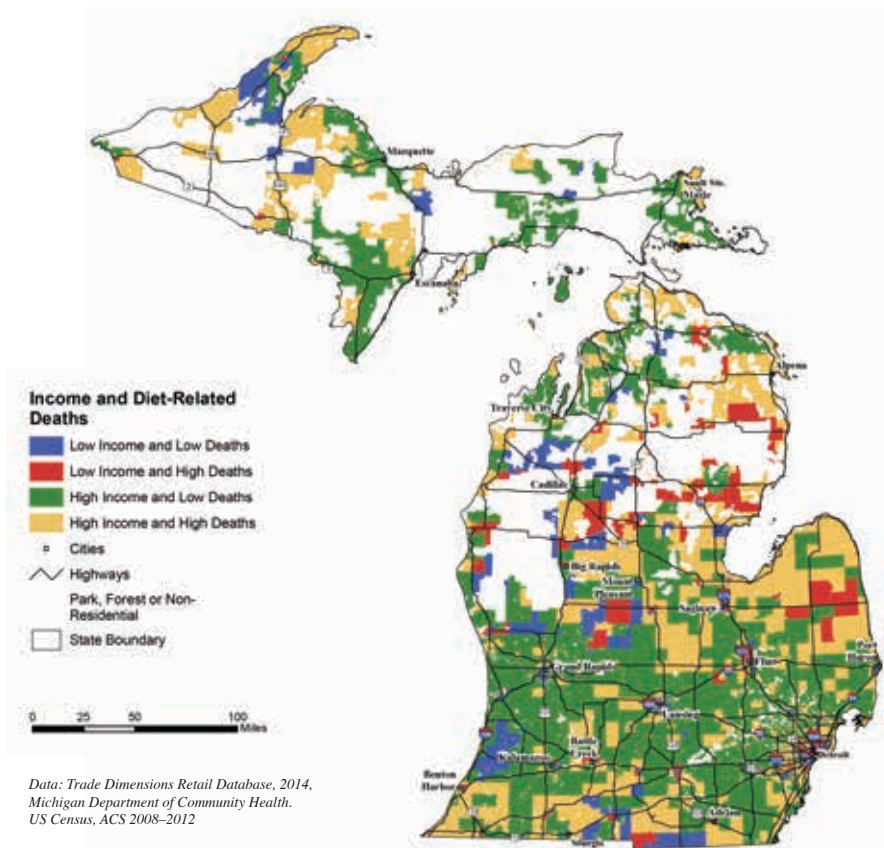 Marquette
Sault Ste.
Marie
Escanaba
Alpena
Traverse City
Cadillac
Big Rapids
Mount
Pleasant
Saginaw
Port
Huron
Grand Rapids
Flint
Lansing
Battle
Creek
Kalamazoo
Detroit
Benton
Harbor
Adrian
Sturgis
Income and Diet-Related
Deaths
Low Income and Low Deaths
Low Income and High Deaths
High Income and Low Deaths
High Income and High Deaths
Cities
Highways
Park, Forest or Non-
Residential
State Boundary
0 25 50 100
Miles
Data: Trade Dimensions Retail Database, 2014,
Michigan Department of Community Health.
US Census, ACS 2008–2012